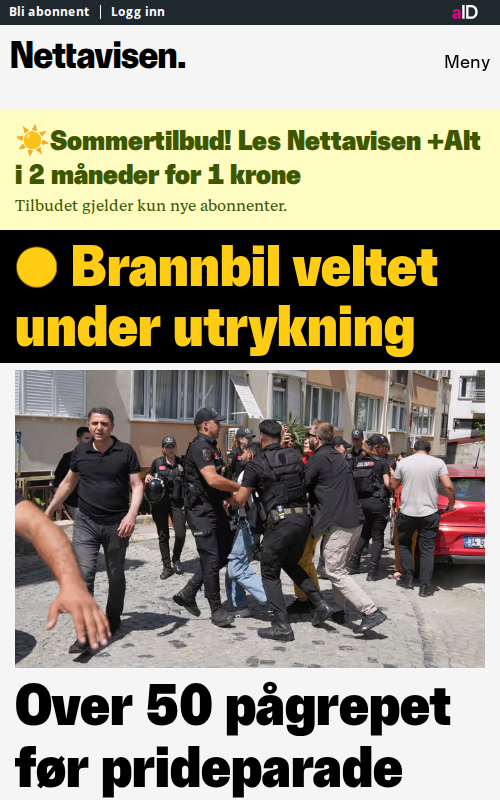 Bli abonnent
Logg inn
aID
Nettavisen.
Meny
☀️Sommertilbud! Les Nettavisen +Alt
i 2 måneder for 1 krone
Tilbudet gjelder kun nye abonnenter.
Brannbil veltet
under utrykning
Over 50 pågrepet
før prideparade